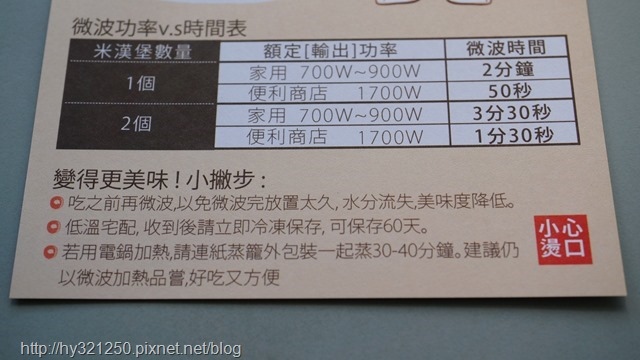 微波功率v.s時間表
米漢堡數量 額定[輸出]功率 微波時間
1個 家用 700W~900W 2分鐘
便利商店 1700W 50秒
2個 家用 700W~900W 3分30秒
便利商店 1700W 1分30秒
變得更美味!小撇步:
吃之前再微波,以免微波完放置太久,水分流失,美味度降低。
低溫宅配,收到後請立即冷凍保存,可保存60天。
若用電鍋加熱,請連紙蒸籠外包裝一起蒸30-40分鐘。建議仍
以微波加熱品嘗,好吃又方便
小心
燙口
http://hy321250.pixnet.net/blog